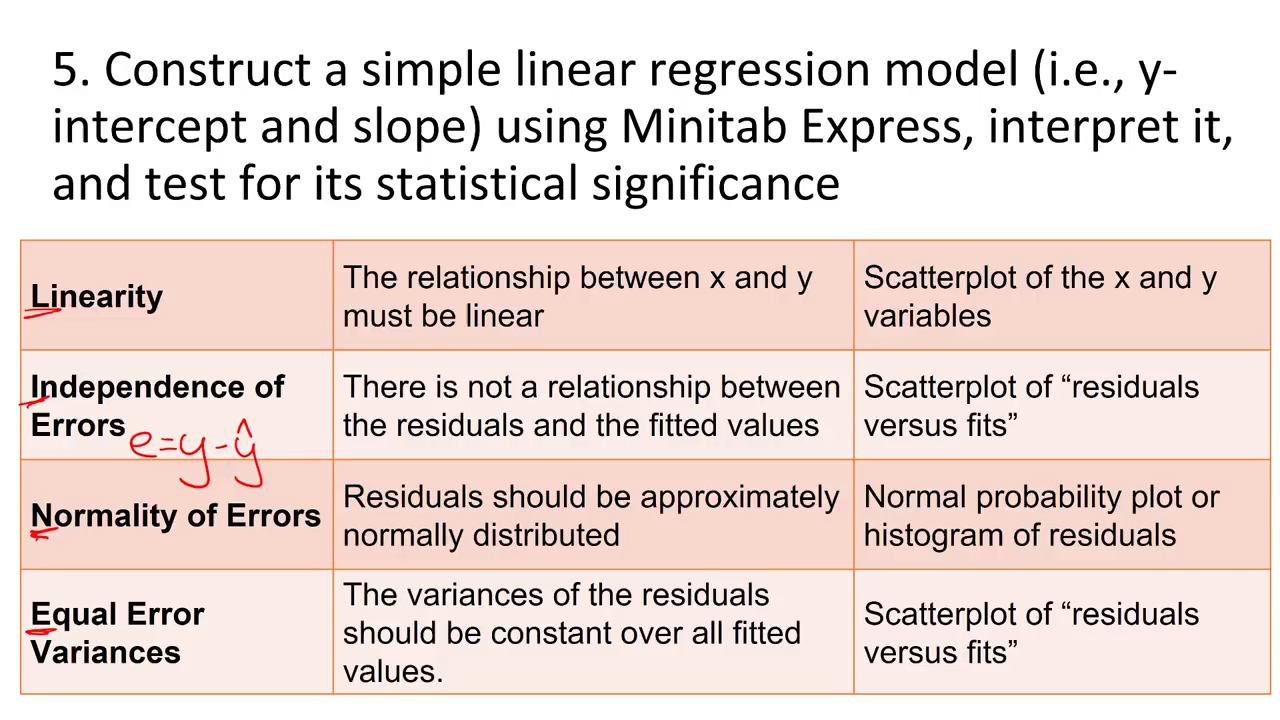 5. Construct a simple linear regression model (i.e., y-
intercept and slope) using Minitab Express, interpret it,
and test for its statistical significance
Linearity
The relationship between x and y
must be linear
Scatterplot of the x and y
variables
Independence of
Errors
e=y-ŷ
There is not a relationship between
the residuals and the fitted values
Scatterplot of “residuals
versus fits”
Normality of Errors
Residuals should be approximately
normally distributed
Normal probability plot or
histogram of residuals
Equal Error
Variances
The variances of the residuals
should be constant over all fitted
values.
Scatterplot of “residuals
versus fits”